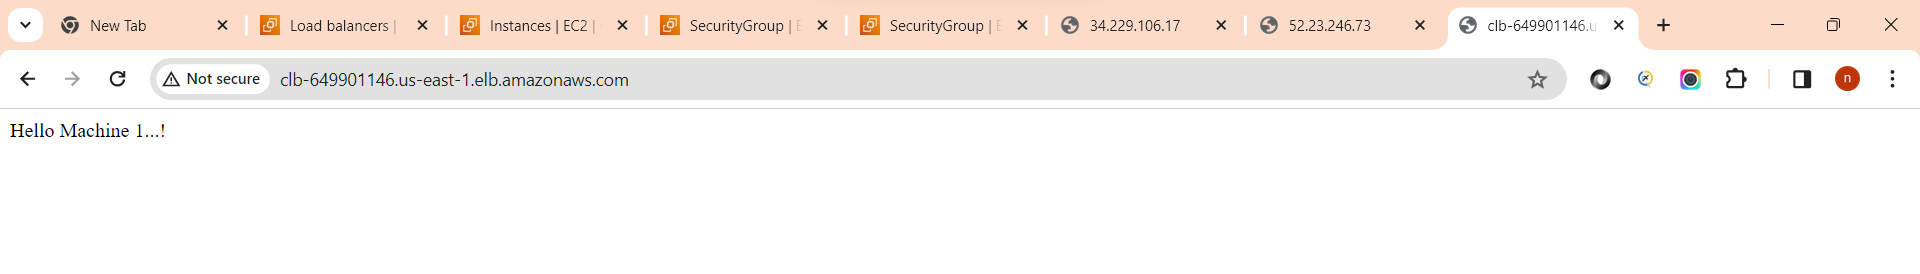 New Tab
Load balancers |
Instances | EC2 |
SecurityGroup | E
SecurityGroup | E
34.229.106.17
52.23.246.73
clb-649901146.u
Not secure
clb-649901146.us-east-1.elb.amazonaws.com
n
Hello Machine 1...!